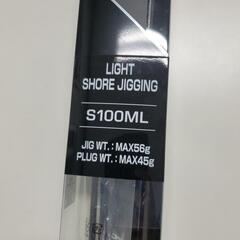 LIGHT
SHORE JIGGING
S100ML
JIG WT. : MAX56g
PLUG WT. : MAX45g